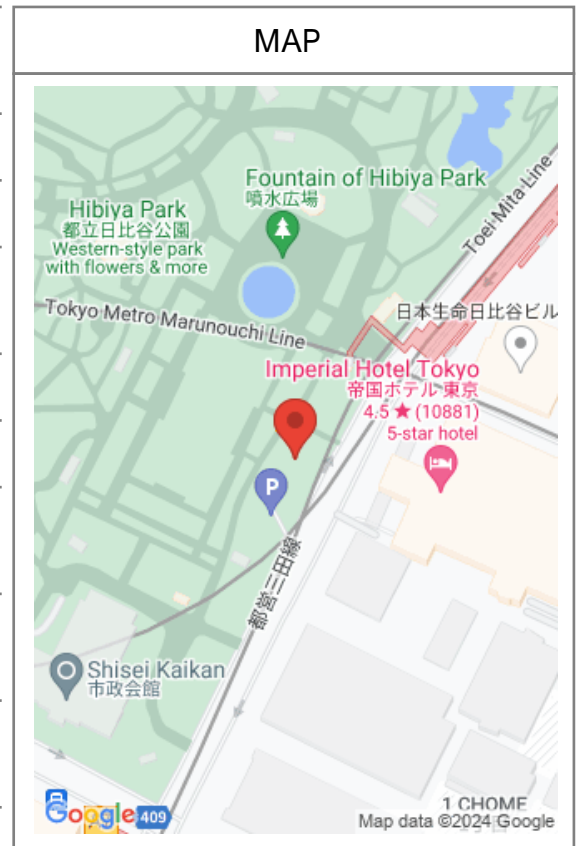 MAP
Fountain of Hibiya Park
噴水広場
Hibiya Park
都立日比谷公園
Western-style park
with flowers & more
Toei Mita Line
Tokyo Metro Marunouchi Line
日本生命日比谷ビル
Imperial Hotel Tokyo
帝国ホテル 東京
4.5 ★ (10881)
5-star hotel
P
都営三田線
Shisei Kaikan
市政会館
Google
409
1 CHOME
Map data ©2024 Google